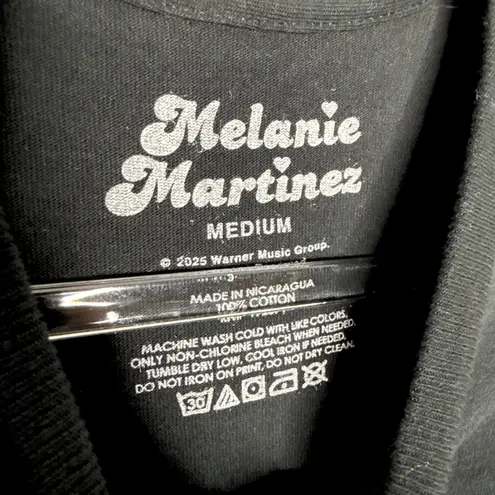 Melanie
Martinez
MEDIUM
© 2025 Warner Music Group.
MADE IN NICARAGUA
100% COTTON
MACHINE WASH COLD WITH LIKE COLORS,
ONLY NON-CHLORINE BLEACH WHEN NEEDED.
TUMBLE DRY LOW. COOL IRON IF NEEDED.
DO NOT IRON ON PRINT, DO NOT DRY CLEAN.
30